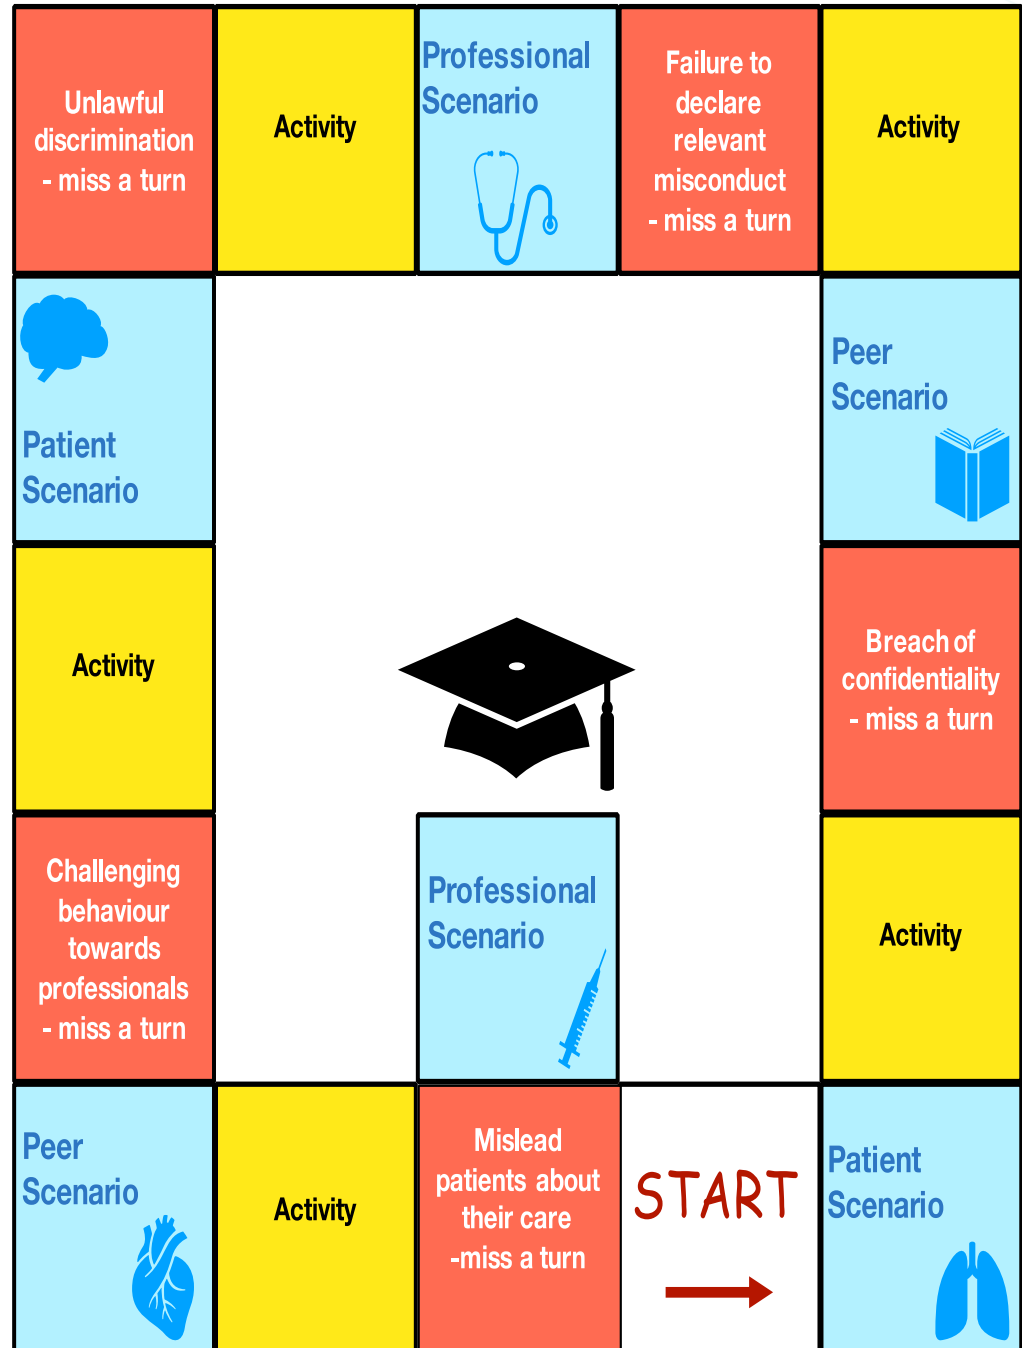 Unlawful
discrimination
- miss a turn
Activity
Professional
Scenario
Failure to
declare
relevant
misconduct
- miss a turn
Activity
Patient
Scenario
Peer
Scenario
Activity
Breach of
confidentiality
- miss a turn
Challenging
behaviour
towards
professionals
- miss a turn
Professional
Scenario
Activity
Peer
Scenario
Activity
Mislead
patients about
their care
-miss a turn
START
Patient
Scenario